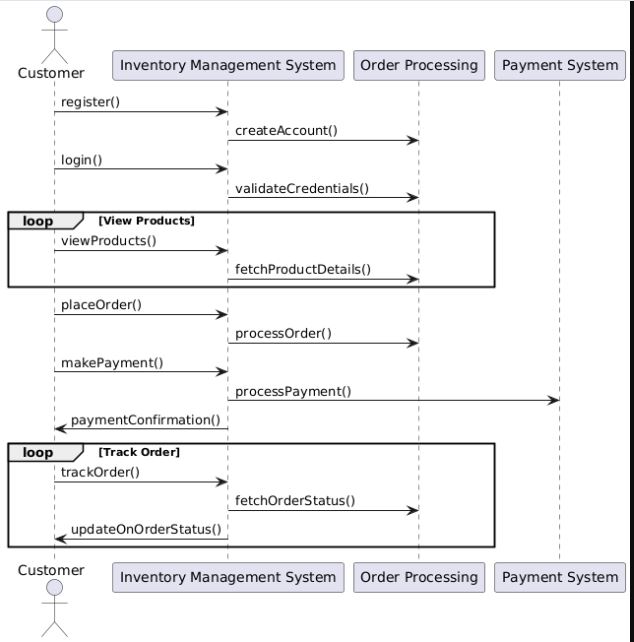 Customer
Inventory Management System
Order Processing
Payment System
register()
createAccount()
login()
validateCredentials()
loop [View Products]
viewProducts()
fetchProductDetails()
placeOrder()
processOrder()
makePayment()
processPayment()
paymentConfirmation()
loop [Track Order]
trackOrder()
fetchOrderStatus()
updateOnOrderStatus()
Customer
Inventory Management System
Order Processing
Payment System